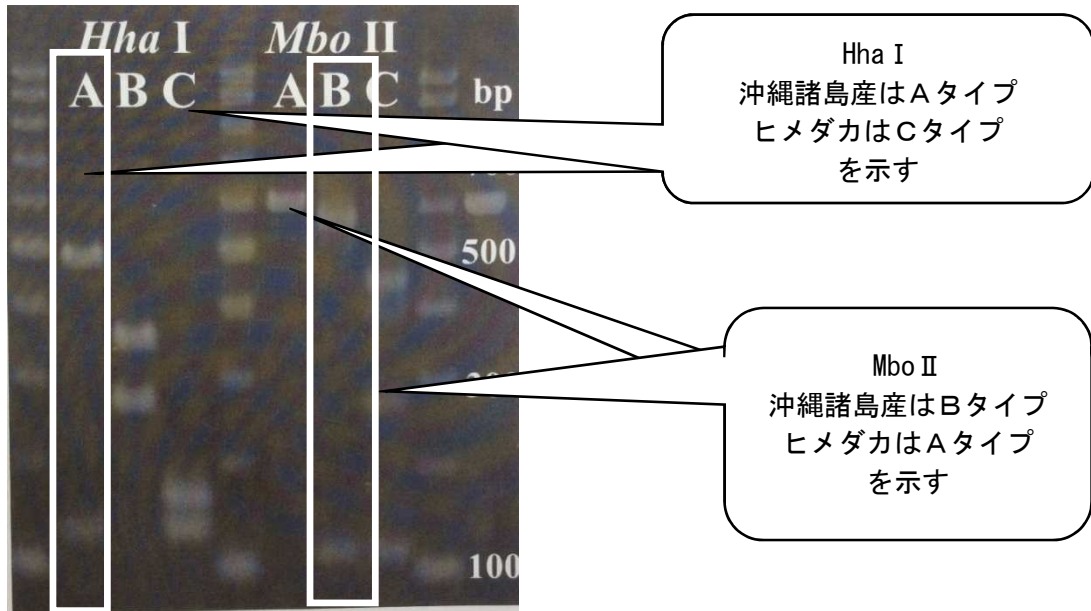 Hha I Mbo II
A B C A B C bp
500
100
Hha I
沖縄諸島産はAタイプ
ヒメダカはCタイプ
を示す
Mbo II
沖縄諸島産はBタイプ
ヒメダカはAタイプ
を示す